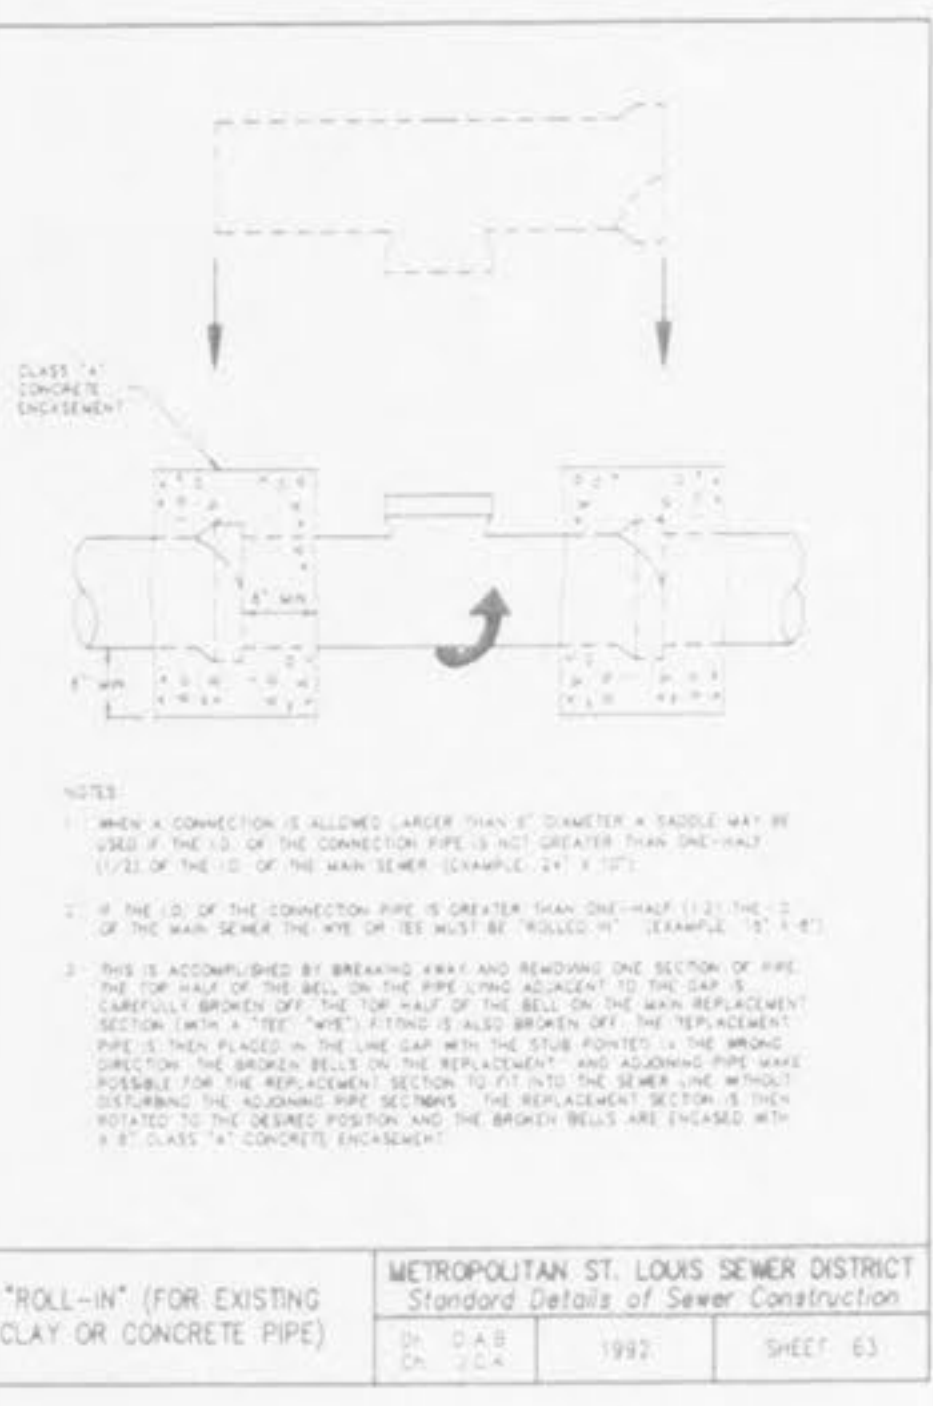 CLASS "A"
CONCRETE
ENCASEMENT
8" MIN
MIN
NOTES
WHEN A CONNECTION IS ALLOWED LARGER THAN DIAMETER A SADDLE MAY BE
USED IF THE I.D. OF THE CONNECTION PIPE IS NOT GREATER THAN ONE-HALF
(1/2) OF THE I.D. OF THE MAIN SEWER (EXAMPLE
2 IF THE I.D. OF THE CONNECTION PIPE IS GREATER THAN ONE-HALF (1/2) THE I.D.
OF THE MAIN SEWER THE WYE OR TEE MUST BE "ROLLED IN" (EXAMPLE
3 THIS IS ACCOMPLISHED BY BREAKING AWAY AND REMOVING ONE SECTION OF PIPE.
THE TOP HALF OF THE BELL ON THE PIPE LYING ADJACENT TO THE GAP IS
CAREFULLY BROKEN OFF. THE TOP HALF OF THE BELL ON THE MAIN REPLACEMENT
SECTION (WITH A "TEE" "WYE") FITTING IS ALSO BROKEN OFF. THE REPLACEMENT
PIPE IS THEN PLACED IN THE LINE GAP WITH THE STUB POINTED IN THE WRONG
DIRECTION. THE BROKEN BELLS ON THE REPLACEMENT AND ADJOINING PIPE MAKE
POSSIBLE FOR THE REPLACEMENT SECTION TO FIT INTO THE SEWER LINE WITHOUT
DISTURBING THE ADJOINING PIPE SECTIONS. THE REPLACEMENT SECTION IS THEN
ROTATED TO THE DESIRED POSITION AND THE BROKEN BELLS ARE ENCASED WITH
A 8" CLASS "A" CONCRETE ENCASEMENT
"ROLL-IN" (FOR EXISTING
CLAY OR CONCRETE PIPE)
METROPOLITAN ST. LOUIS SEWER DISTRICT
Standard Details of Sewer Construction
D.A.B
1992
SHEET 63